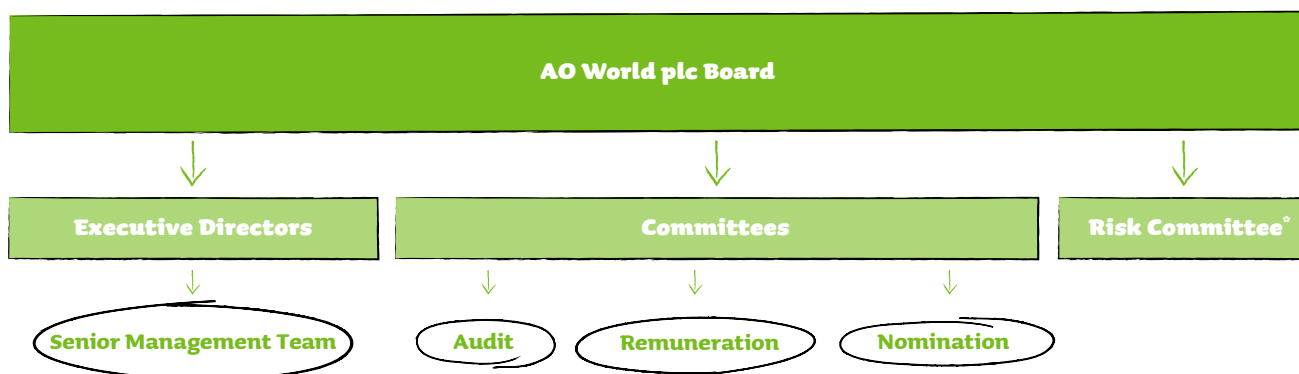 AO World plc Board
Executive Directors
Committees
Risk Committee*
Senior Management Team
Audit
Remuneration
Nomination